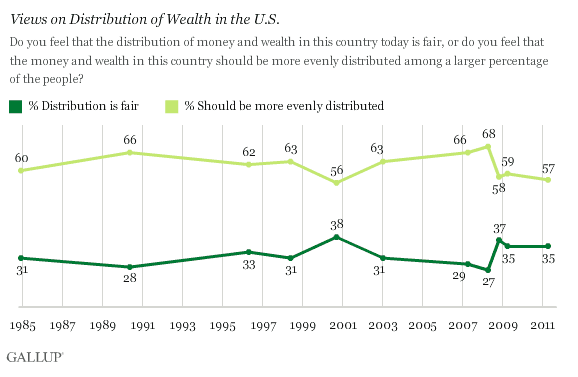 Views on Distribution of Wealth in the U.S.
Do you feel that the distribution of money and wealth in this country today is fair, or do you feel that
the money and wealth in this country should be more evenly distributed among a larger percentage
of the people?
% Distribution is fair
% Should be more evenly distributed
60 66 62 63 56 63 66 68 58 59 57
31 28 33 31 38 31 29 27 37 35 35
1985 1987 1989 1991 1993 1995 1997 1999 2001 2003 2005 2007 2009 2011
GALLUP®